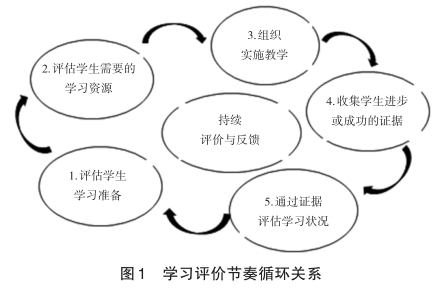 1.评估学生
学习准备
2.评估学生需要的
学习资源
3.组织
实施教学
4.收集学生进步
或成功的证据
5.通过证据
评估学习状况
持续
评价与反馈
图1 学习评价节奏循环关系